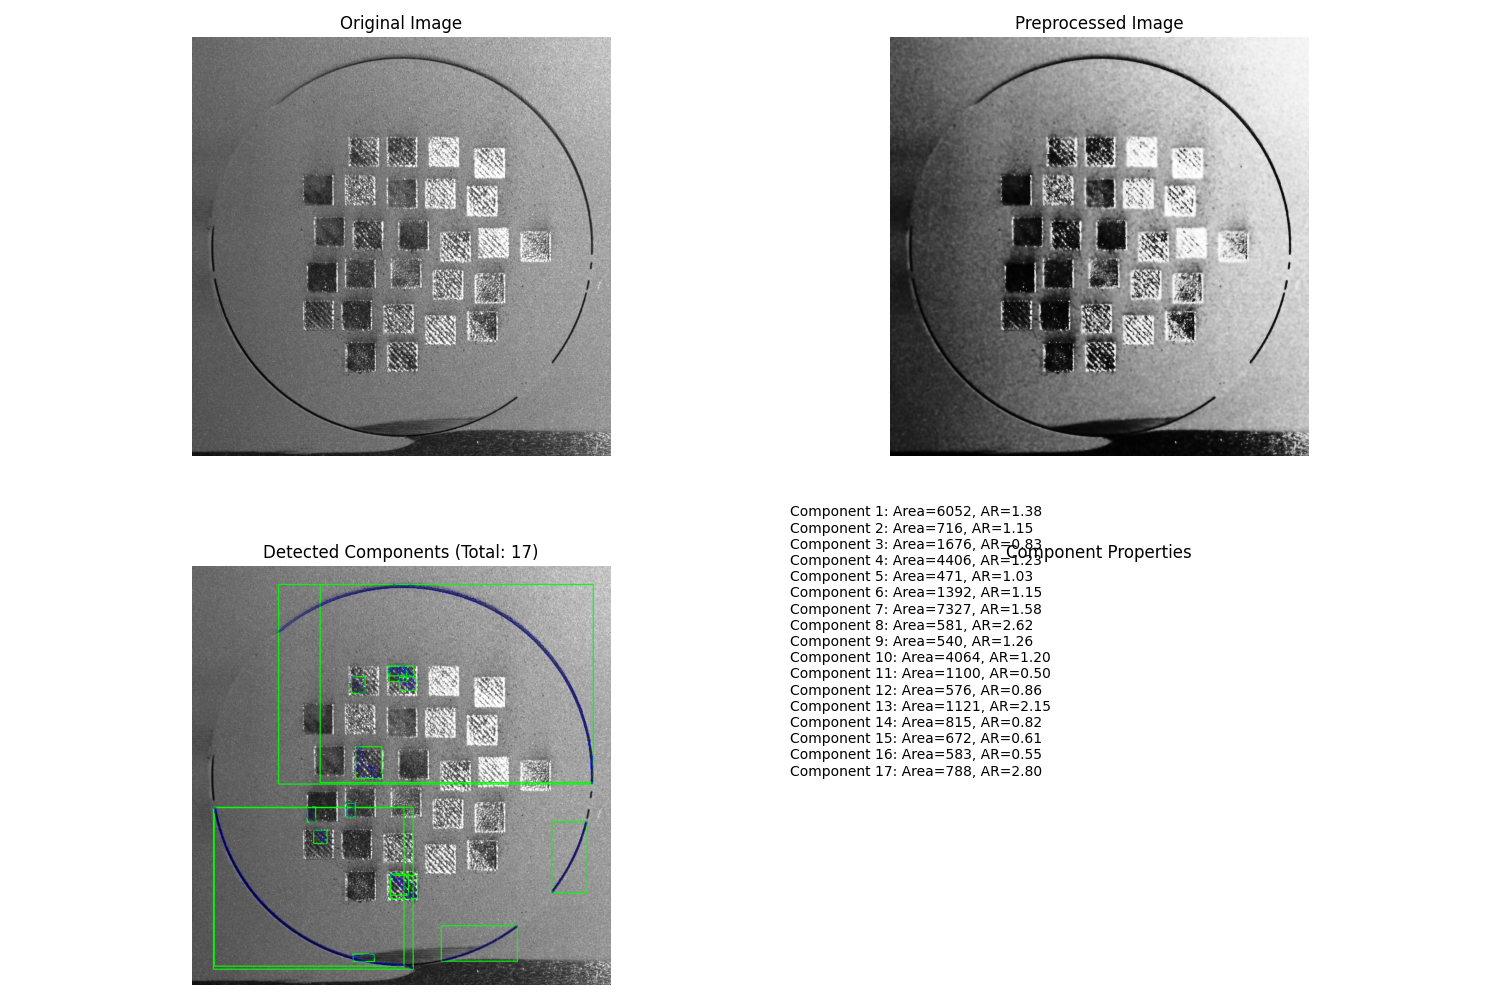 Original Image
Preprocessed Image
Detected Components (Total: 17)
Component Properties
Component 1: Area=6052, AR=1.38
Component 2: Area=716, AR=1.15
Component 3: Area=1676, AR=0.83
Component 4: Area=4406, AR=1.23
Component 5: Area=471, AR=1.03
Component 6: Area=1392, AR=1.15
Component 7: Area=7327, AR=1.58
Component 8: Area=581, AR=2.62
Component 9: Area=540, AR=1.26
Component 10: Area=4064, AR=1.20
Component 11: Area=1100, AR=0.50
Component 12: Area=576, AR=0.86
Component 13: Area=1121, AR=2.15
Component 14: Area=815, AR=0.82
Component 15: Area=672, AR=0.61
Component 16: Area=583, AR=0.55
Component 17: Area=788, AR=2.80